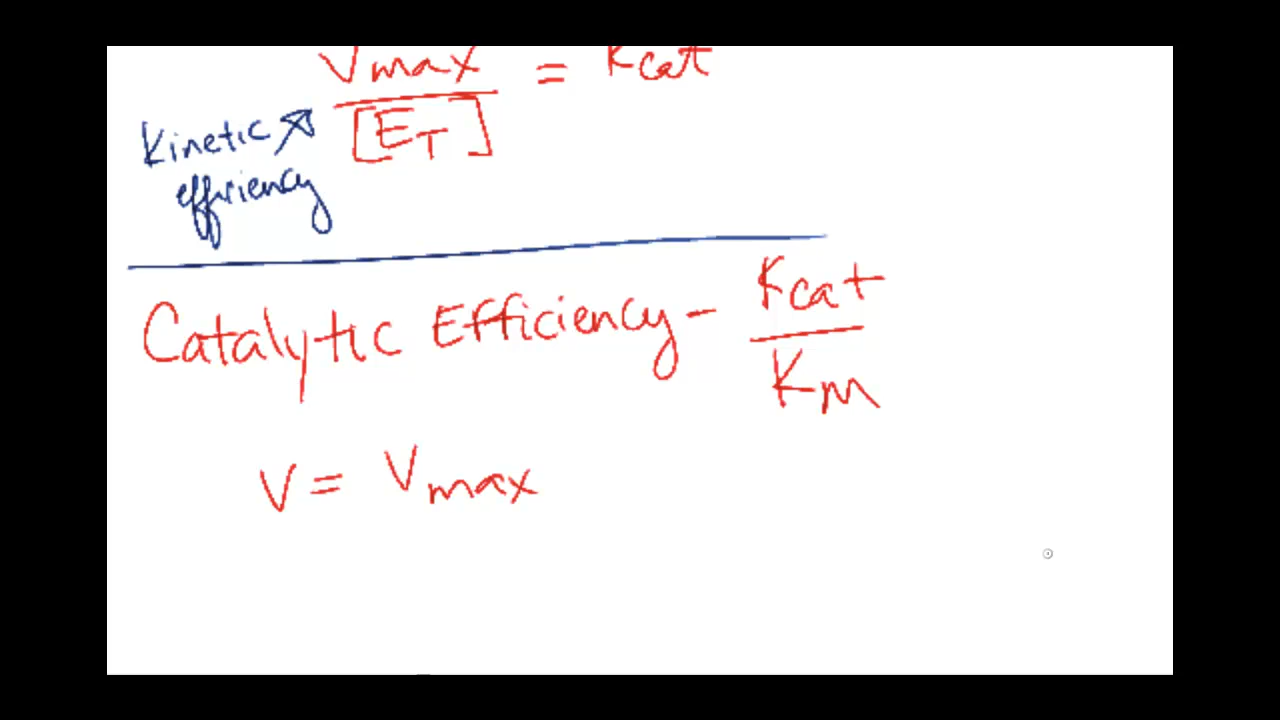 Vmax = Kcat
[ET]
Kinetic
efficiency
Catalytic Efficiency - Kcat
KM
V = Vmax